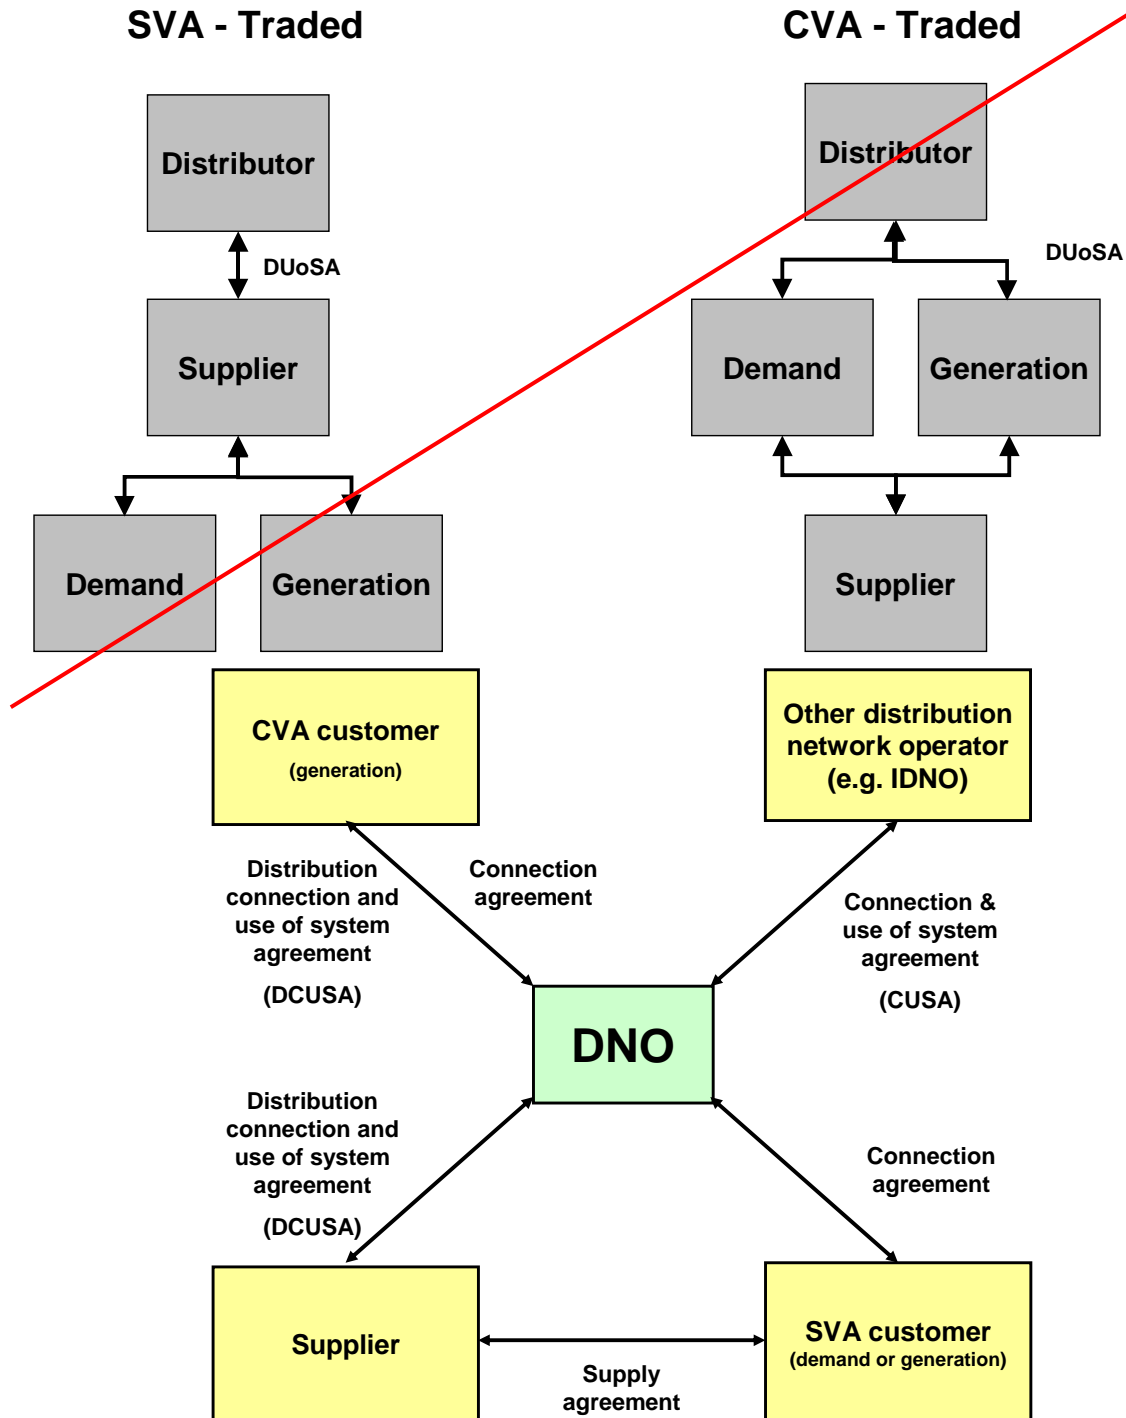 SVA - Traded
CVA - Traded
Distributor
Distributor
DUoSA
DUoSA
Supplier
Demand
Generation
Demand
Generation
Supplier
CVA customer
(generation)
Other distribution
network operator
(e.g. IDNO)
Distribution
connection and
use of system
agreement
(DCUSA)
Connection
agreement
Connection &
use of system
agreement
(CUSA)
DNO
Distribution
connection and
use of system
agreement
(DCUSA)
Connection
agreement
Supplier
SVA customer
(demand or generation)
Supply
agreement